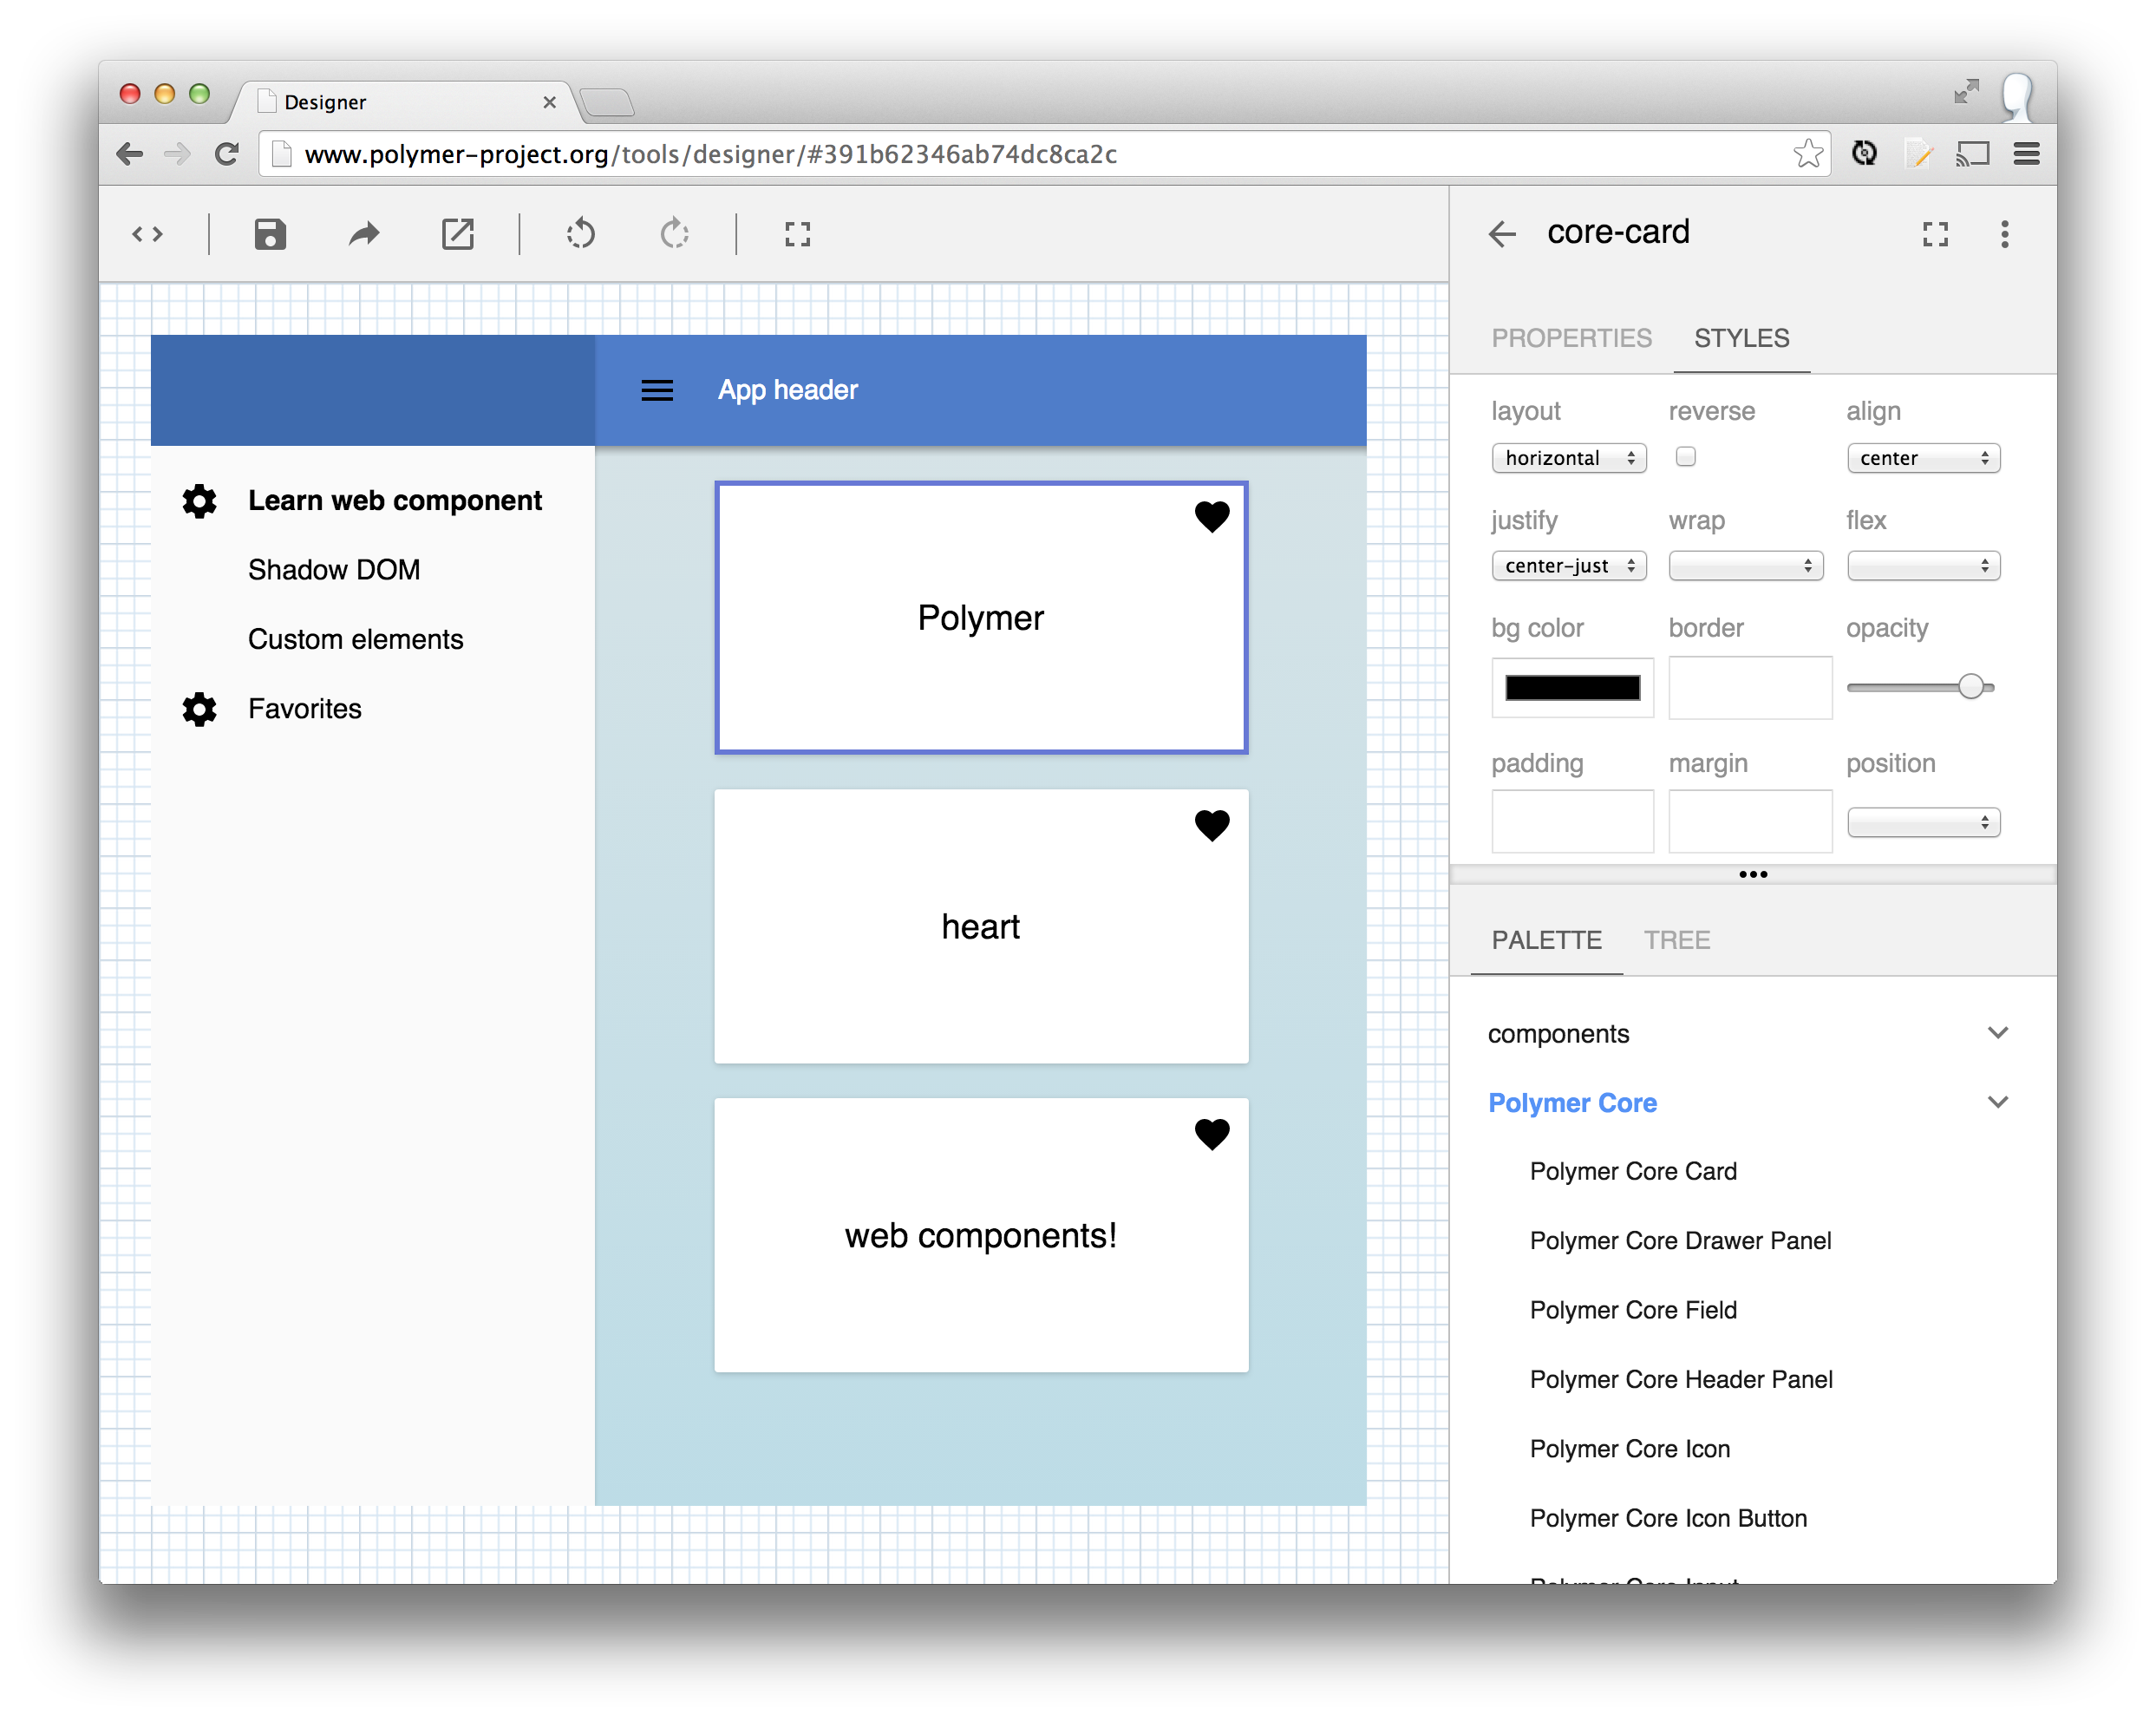 Designer
www.polymer-project.org/tools/designer/#391b62346ab74dc8ca2c
core-card
PROPERTIES STYLES
layout reverse align
horizontal center
justify wrap flex
center-just
bg color border opacity
padding margin position
PALETTE TREE
components
Polymer Core
Polymer Core Card
Polymer Core Drawer Panel
Polymer Core Field
Polymer Core Header Panel
Polymer Core Icon
Polymer Core Icon Button
Polymer Core Input
App header
Learn web component
Shadow DOM
Custom elements
Favorites
Polymer
heart
web components!